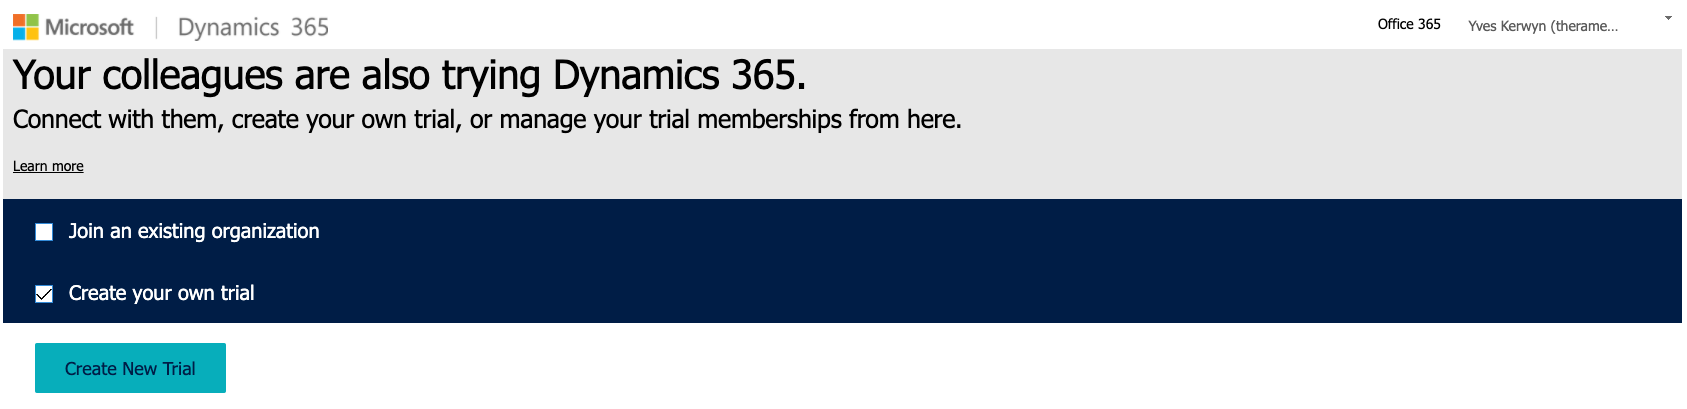 Microsoft | Dynamics 365
Office 365 Yves Kerwyn (therame...
Your colleagues are also trying Dynamics 365.
Connect with them, create your own trial, or manage your trial memberships from here.
Learn more
Join an existing organization
Create your own trial
Create New Trial